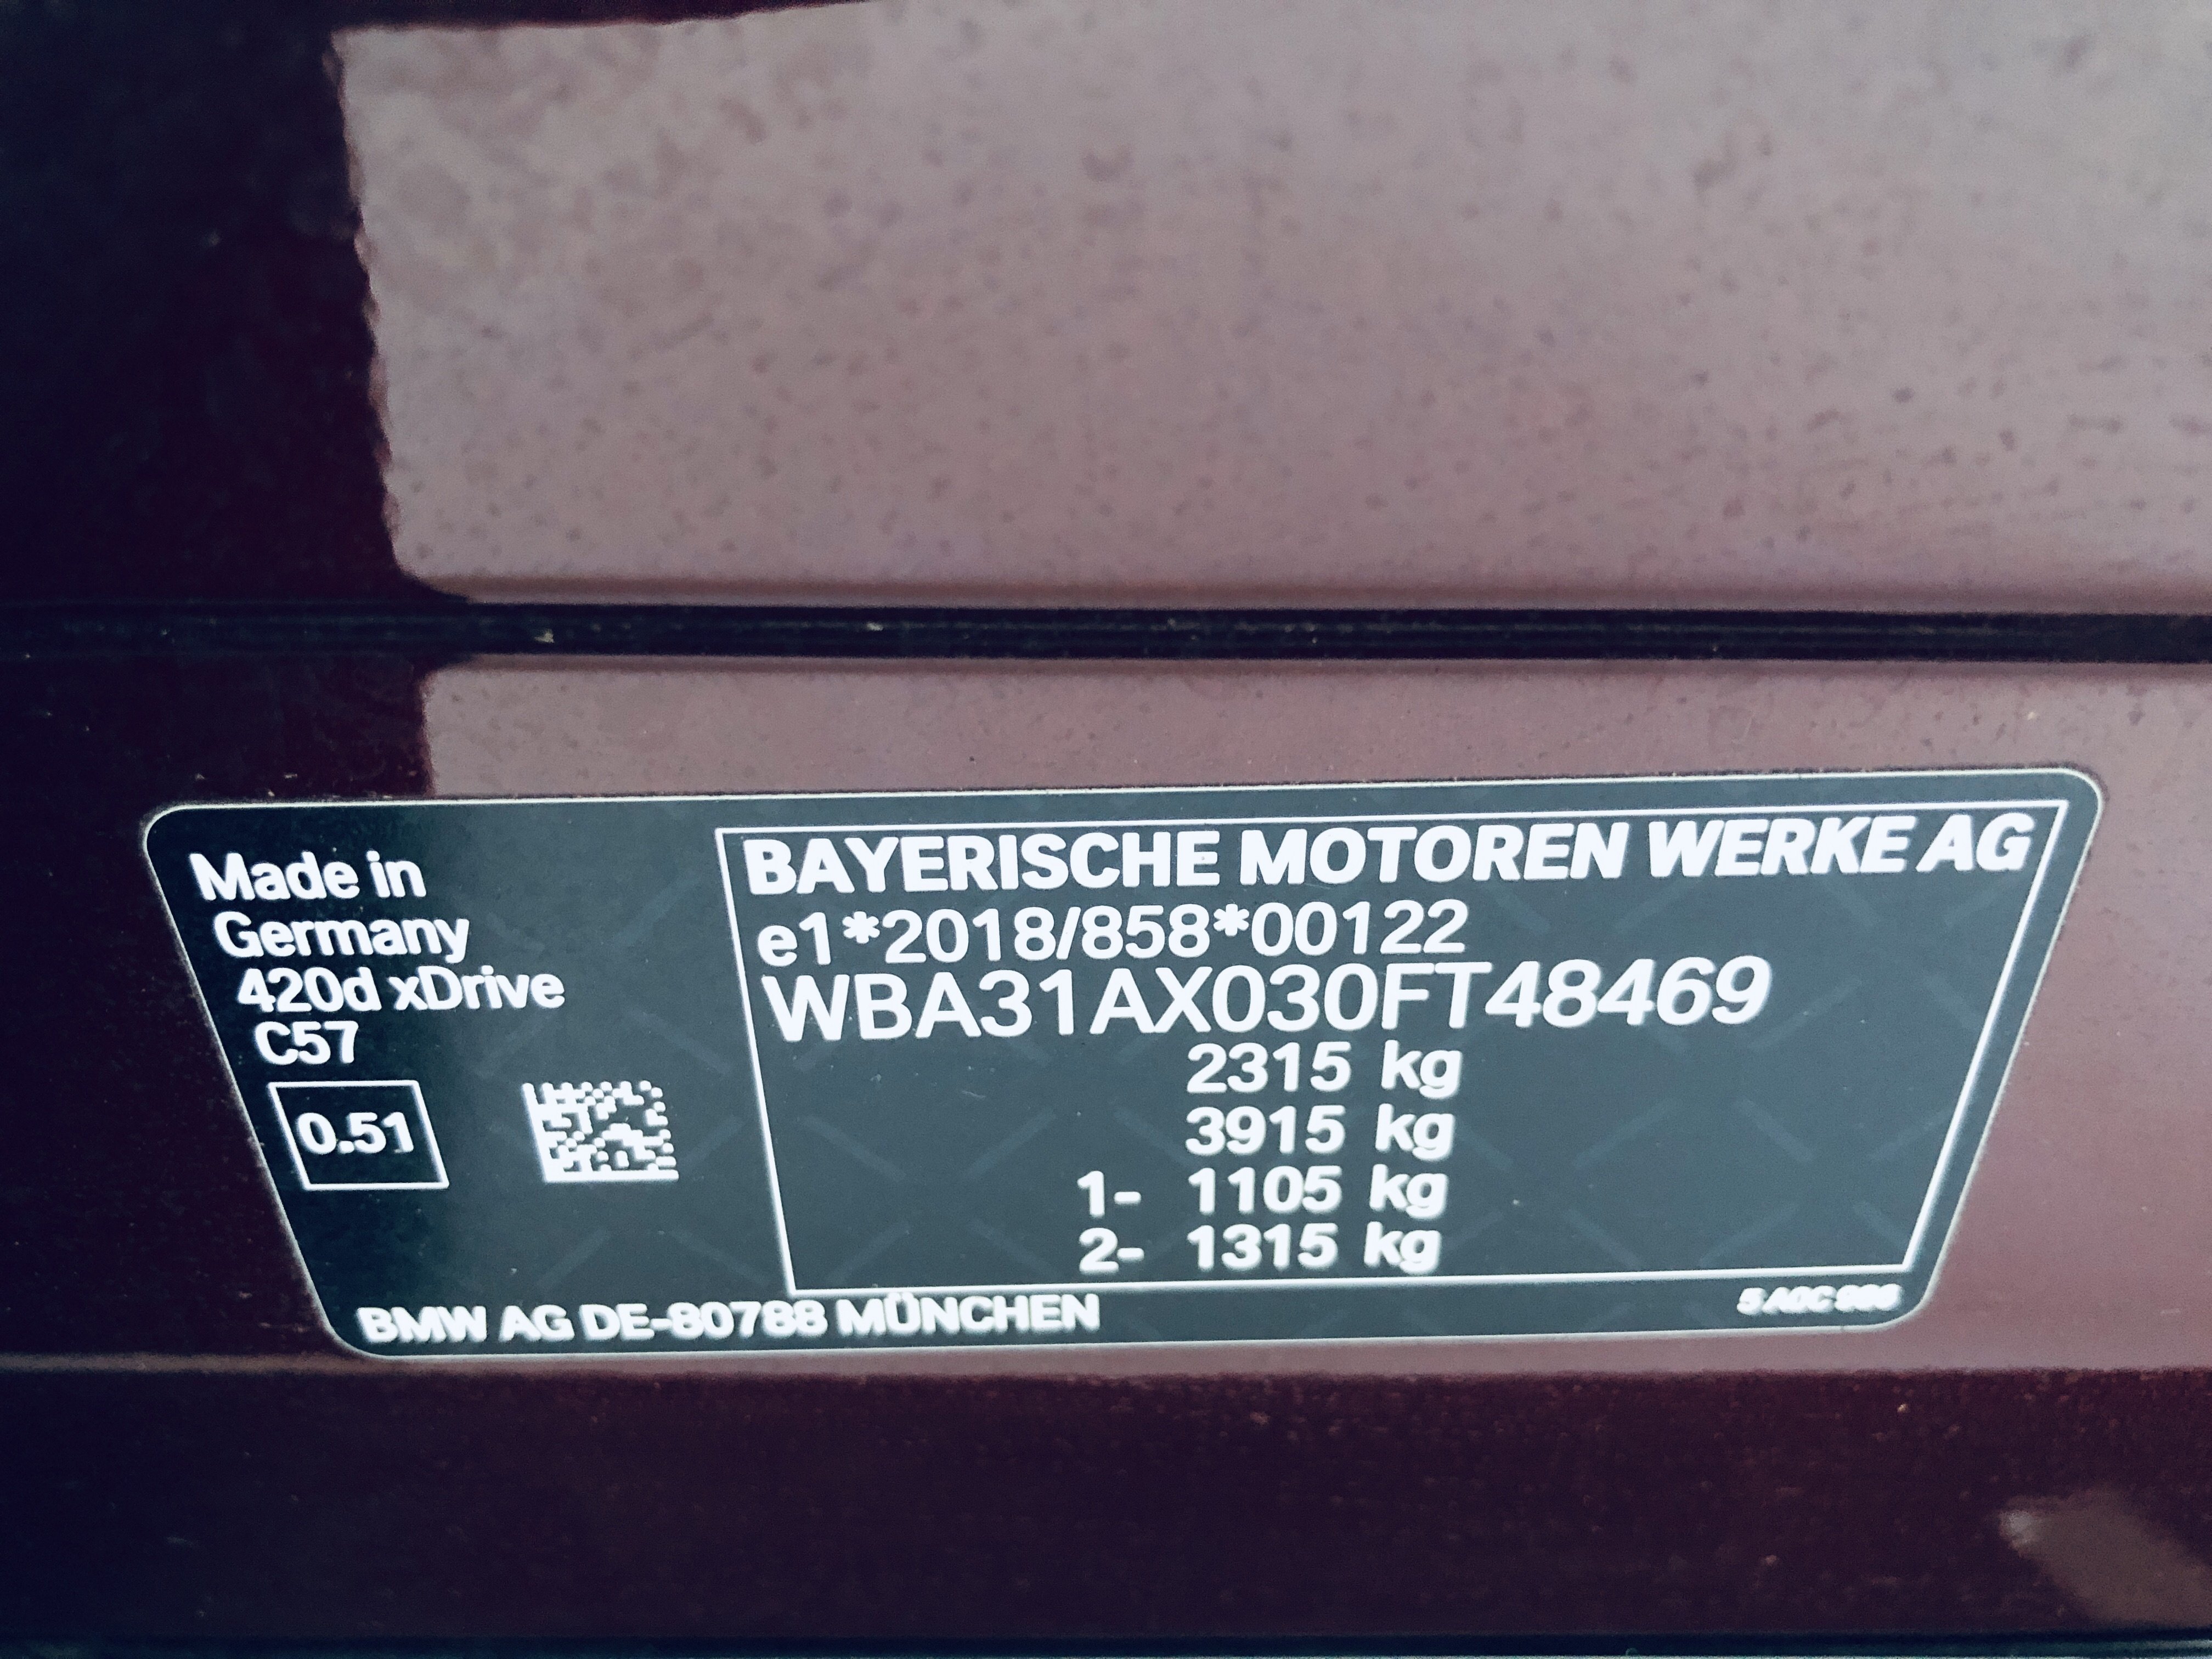 Made in
Germany
420d xDrive
C57
0.51
BAYERISCHE MOTOREN WERKE AG
e1*2018/858*00122
WBA31AX030FT48469
2315 kg
3915 kg
1- 1105 kg
2- 1315 kg
BMW AG DE-80788 MÜNCHEN